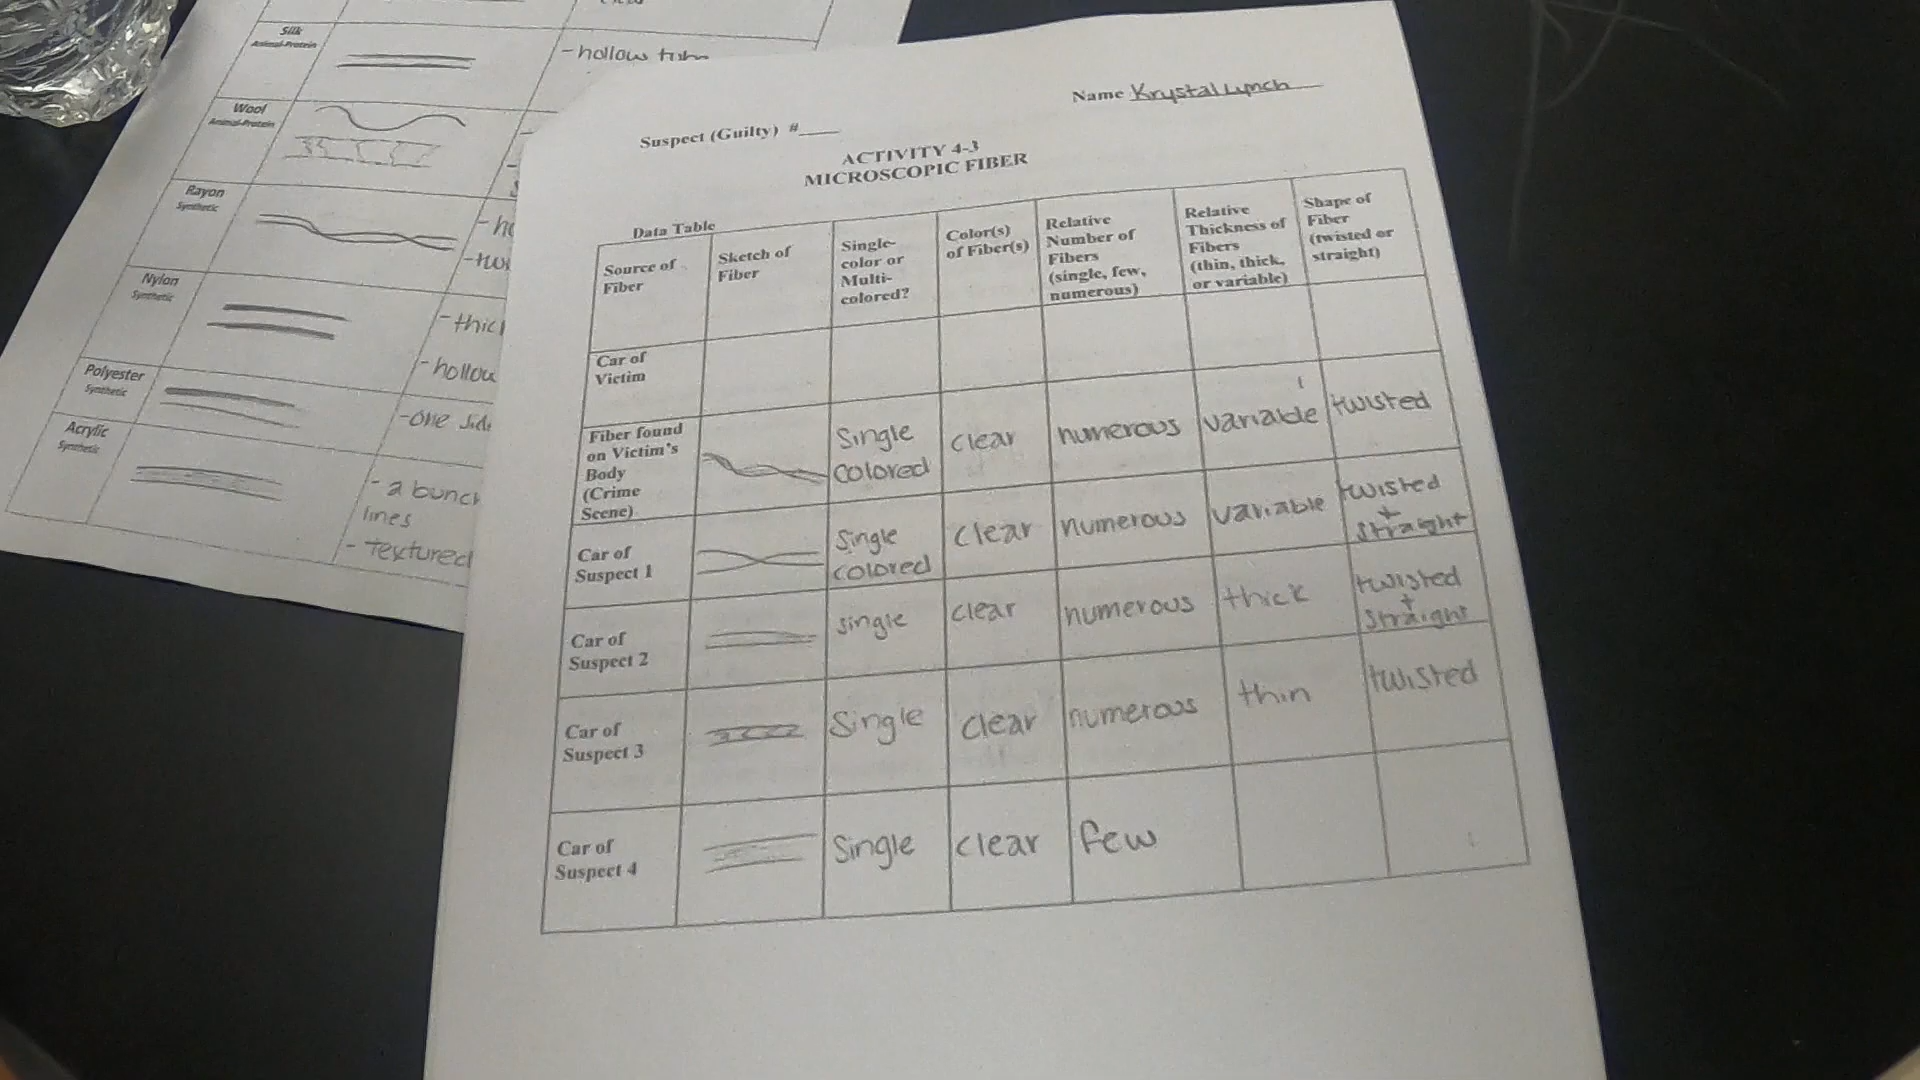 Silk
Animal-Protein
- hollow
Wool
Animal-Protein
Rayon
Synthetic
Nylon
Synthetic
- hollow
Polyester
Synthetic
- one
Acrylic
Synthetic
- a
lines
- Textured
Name Krystal Lynch
Suspect (Guilty) #___
ACTIVITY 4-3
MICROSCOPIC FIBER
Data Table
Source of
Fiber
Sketch of
Fiber
Single-
color or
Multi-
colored?
Color(s)
of Fiber(s)
Relative
Number of
Fibers
(single, few,
numerous)
Relative
Thickness of
Fibers
(thin, thick,
or variable)
Shape of
Fiber
(twisted or
straight)
Car of
Victim
Fiber found
on Victim's
Body
(Crime
Scene)
Single
colored
clear
numerous
variable
twisted
Car of
Suspect 1
Single
colored
clear
numerous
variable
twisted
+
straight
Car of
Suspect 2
single
clear
numerous
thick
twisted
+
straight
Car of
Suspect 3
Single
clear
numerous
thin
twisted
Car of
Suspect 4
Single
clear
few